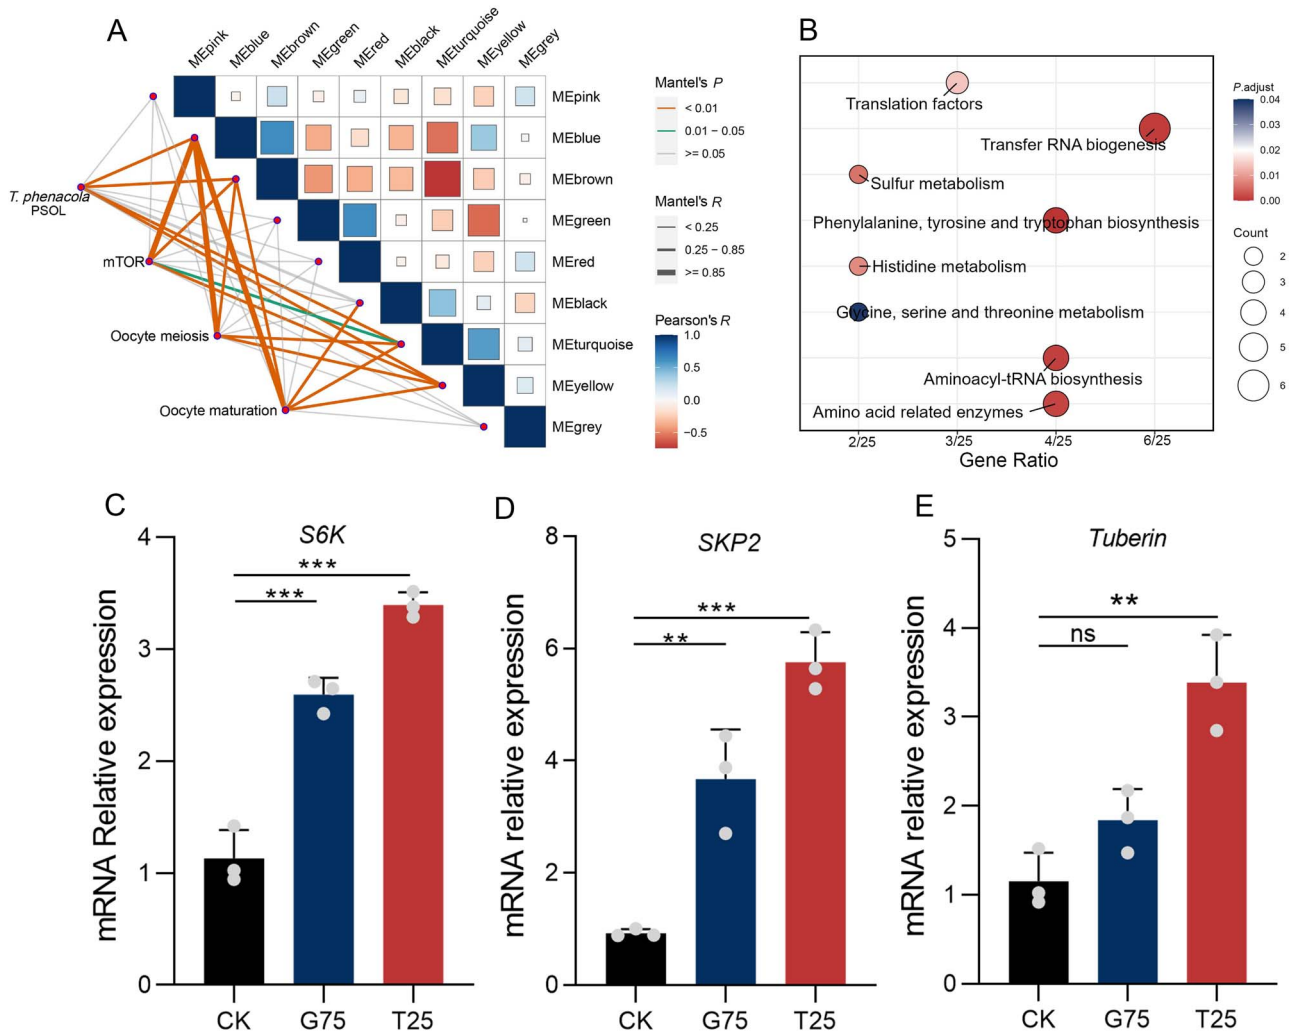 A
MEpink
MEblue
MEbrown
MEgreen
MEred
MEblack
MEturquoise
MEyellow
MEgrey
MEpink
MEblue
MEbrown
MEgreen
MEred
MEblack
MEturquoise
MEyellow
MEgrey
T. phenacola
PSOL
mTOR
Oocyte meiosis
Oocyte maturation
Mantel's P
< 0.01
0.01 − 0.05
>= 0.05
Mantel's R
< 0.25
0.25 − 0.85
>= 0.85
Pearson's R
1.0
0.5
0.0
−0.5
B
Translation factors
Transfer RNA biogenesis
Sulfur metabolism
Phenylalanine, tyrosine and tryptophan biosynthesis
Histidine metabolism
Glycine, serine and threonine metabolism
Aminoacyl-tRNA biosynthesis
Amino acid related enzymes
2/25
3/25
4/25
6/25
Gene Ratio
P.adjust
0.04
0.03
0.02
0.01
0.00
Count
2
3
4
5
6
C
S6K
mRNA Relative expression
4
3
2
1
0
***
***
CK
G75
T25
D
SKP2
mRNA relative expression
8
6
4
2
0
***
**
CK
G75
T25
E
Tuberin
mRNA relative expression
5
4
3
2
1
0
**
ns
CK
G75
T25